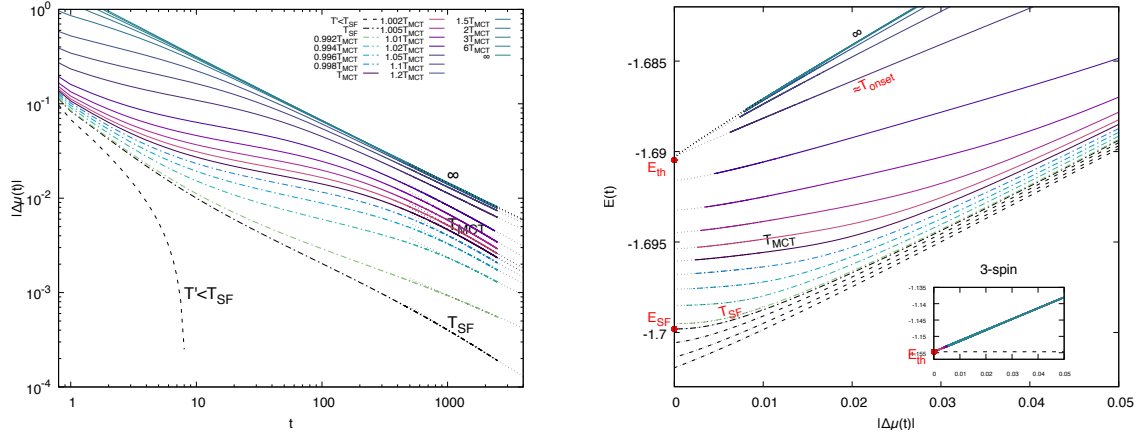 10^0
10^-1
10^-2
10^-3
10^-4
|Δμ(t)|
1
10
100
1000
t
T'<T_SF
T_SF
0.992T_MCT
0.994T_MCT
0.996T_MCT
0.998T_MCT
T_MCT
1.002T_MCT
1.005T_MCT
1.01T_MCT
1.02T_MCT
1.05T_MCT
1.1T_MCT
1.2T_MCT
1.5T_MCT
2T_MCT
3T_MCT
6T_MCT
∞
∞
T_MCT
T_SF
T'<T_SF
-1.685
-1.69
-1.695
-1.7
E(t)
0
0.01
0.02
0.03
0.04
0.05
|Δμ(t)|
∞
≈T_onset
E_th
T_MCT
E_SF
T_SF
3-spin
-1.135
-1.14
-1.145
-1.15
-1.155
E_th
0
0.01
0.02
0.03
0.04
0.05